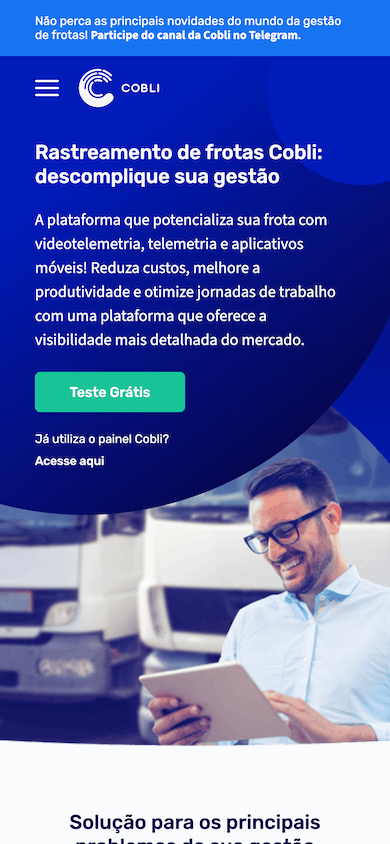 Não perca as principais novidades do mundo da gestão
de frotas! Participe do canal da Cobli no Telegram.
COBLI
Rastreamento de frotas Cobli:
descomplique sua gestão
A plataforma que potencializa sua frota com
videotelemetria, telemetria e aplicativos
móveis! Reduza custos, melhore a
produtividade e otimize jornadas de trabalho
com uma plataforma que oferece a
visibilidade mais detalhada do mercado.
Teste Grátis
Já utiliza o painel Cobli?
Acesse aqui
Solução para os principais
problemas da sua gestão